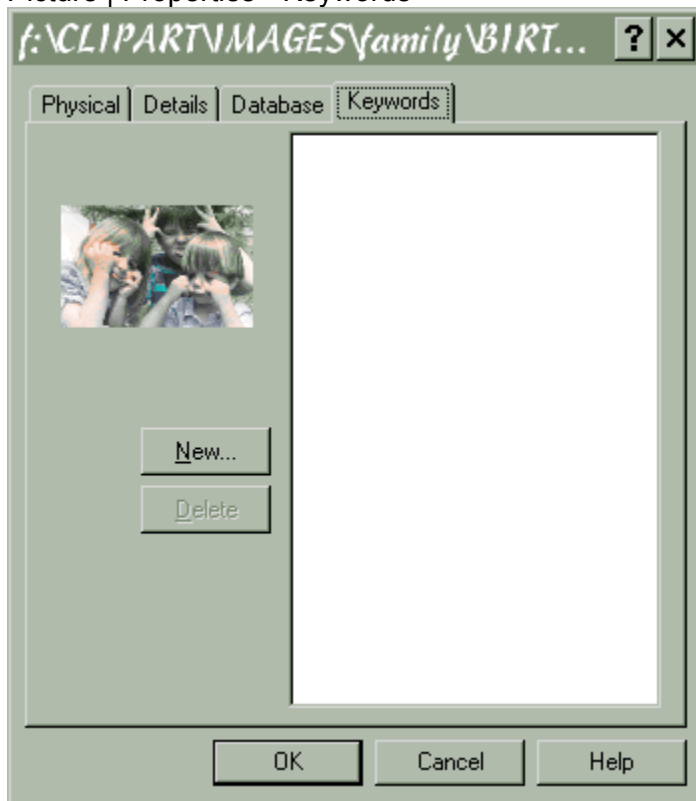 Picture | Properties - Keywords
f:\CLIPART\IMAGES\family\BIRT... ? ×
Physical Details Database Keywords
New...
Delete
OK Cancel Help